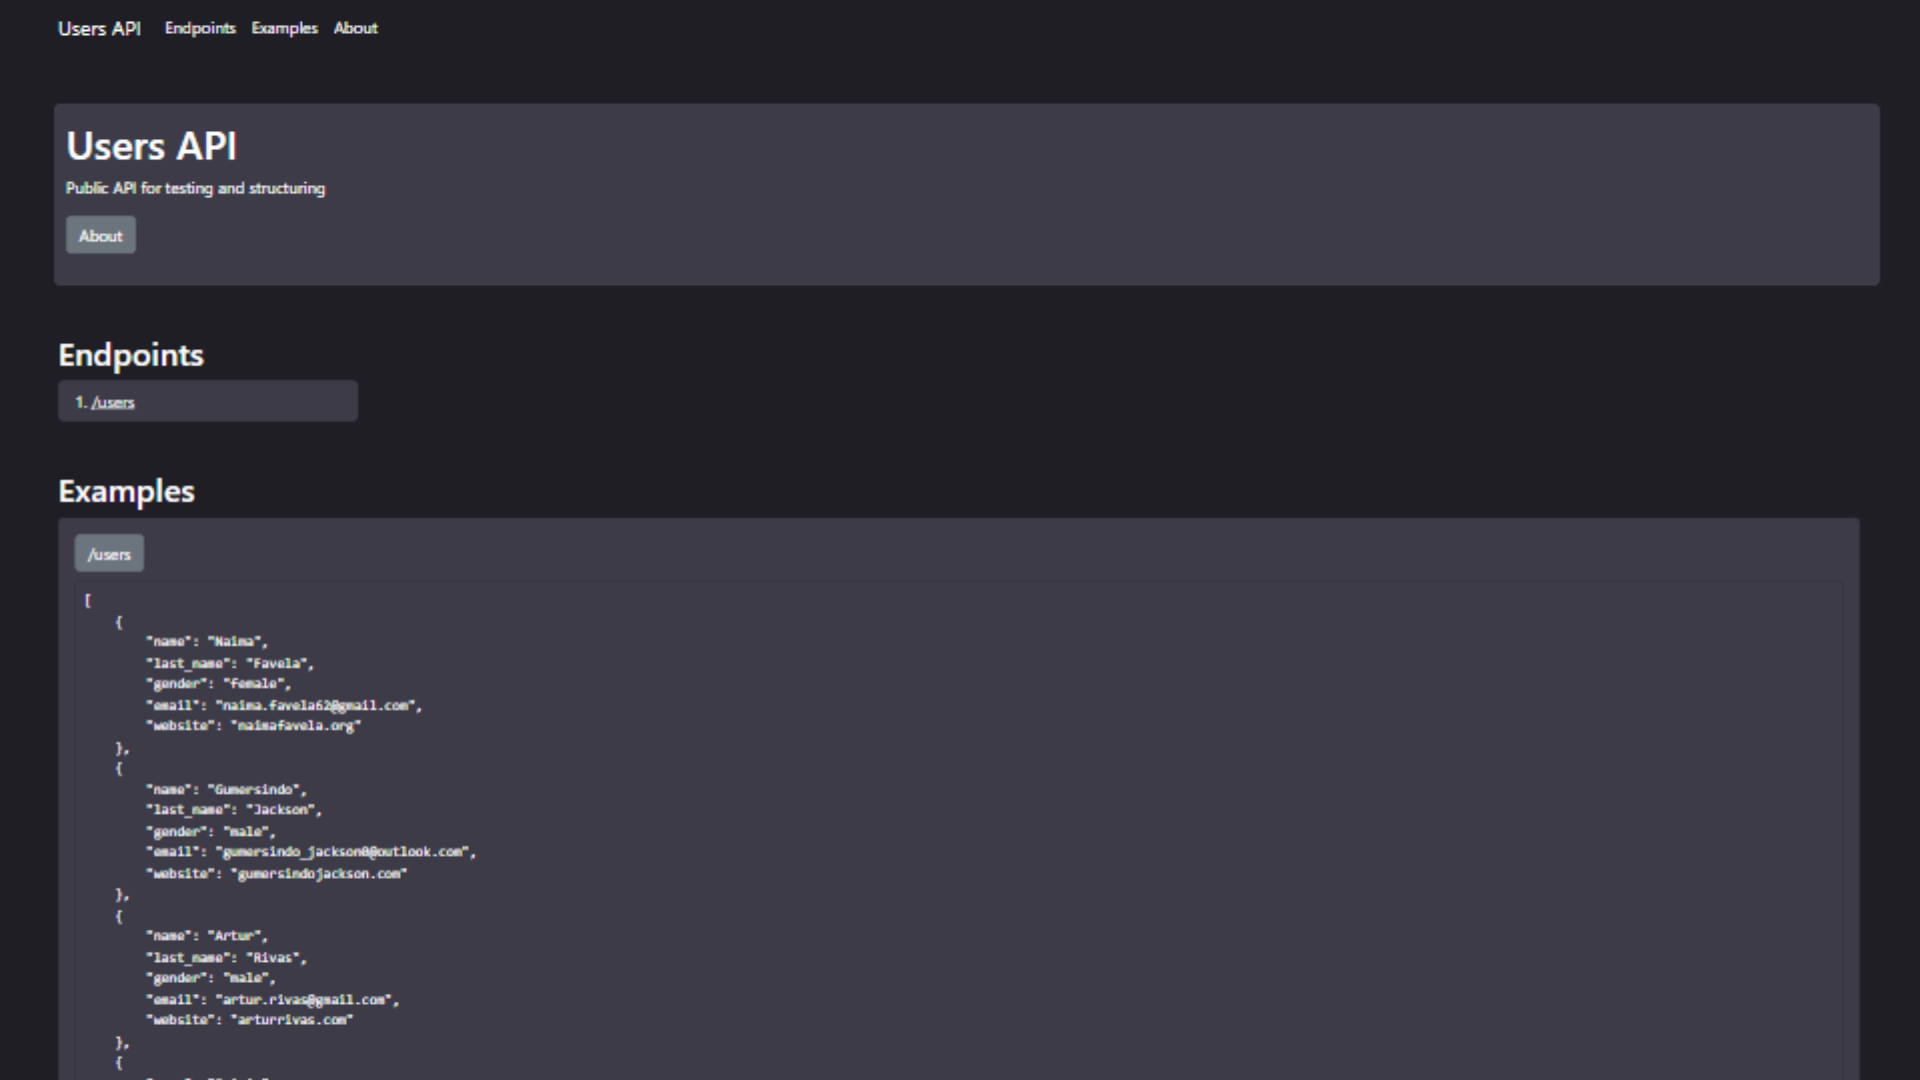 Users API Endpoints Examples About
Users API
Public API for testing and structuring
About
Endpoints
1. /users
Examples
/users
[
{
"name": "Naima",
"last_name": "Favela",
"gender": "female",
"email": "naima.favela62@gmail.com",
"website": "naimafavela.org"
},
{
"name": "Gumersindo",
"last_name": "Jackson",
"gender": "male",
"email": "gumersindo_jackson0@outlook.com",
"website": "gumersindojackson.com"
},
{
"name": "Artur",
"last_name": "Rivas",
"gender": "male",
"email": "artur.rivas@gmail.com",
"website": "arturrivas.com"
},
{